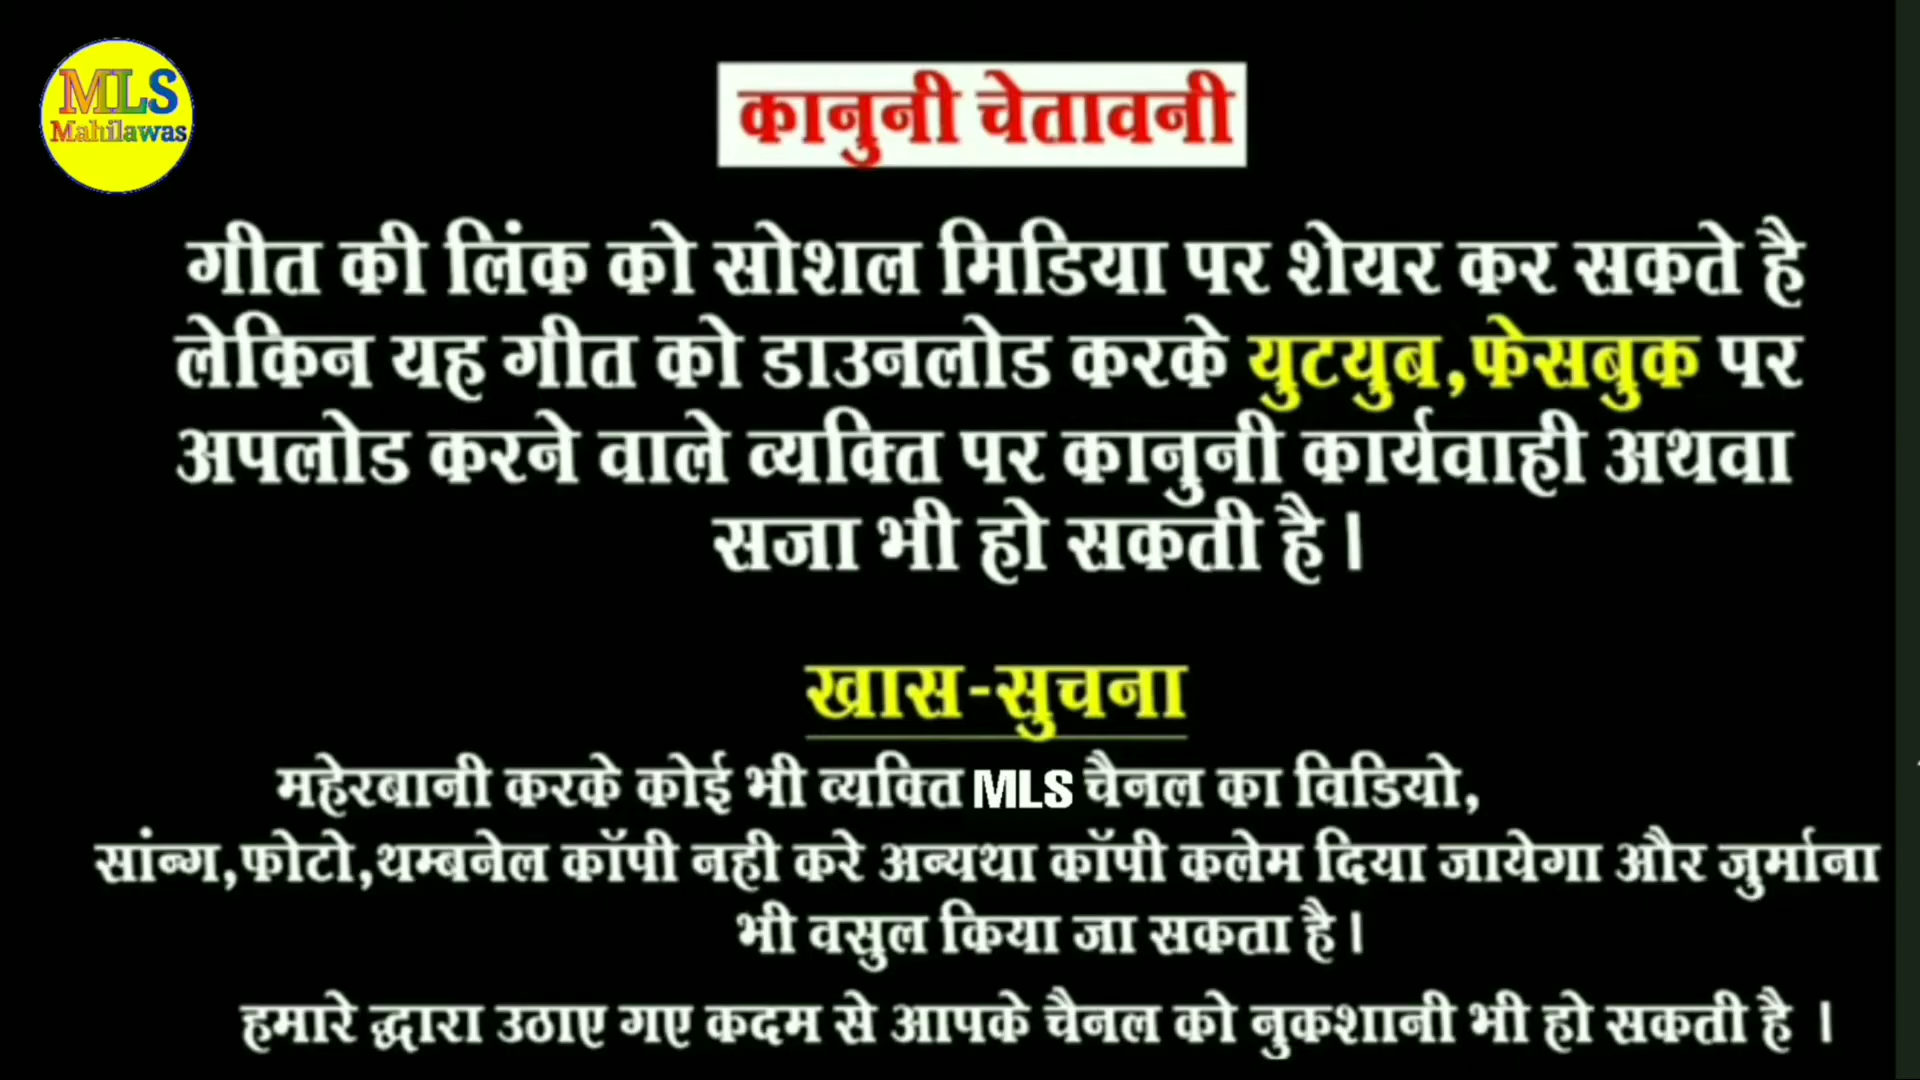 MLS
Mahilawas
कानुनी चेतावनी
गीत की लिंक को सोशल मिडिया पर शेयर कर सकते है
लेकिन यह गीत को डाउनलोड करके युटयुब,फेसबुक पर
अपलोड करने वाले व्यक्ति पर कानुनी कार्यवाही अथवा
सजा भी हो सकती है।
खास-सुचना
महेरबानी करके कोई भी व्यक्ति MLS चैनल का विडियो,
सांन्ग,फोटो,थम्बनेल कॉपी नही करे अन्यथा कॉपी कलेम दिया जायेगा और जुर्माना
भी वसुल किया जा सकता है।
हमारे द्वारा उठाए गए कदम से आपके चैनल को नुकशानी भी हो सकती है ।